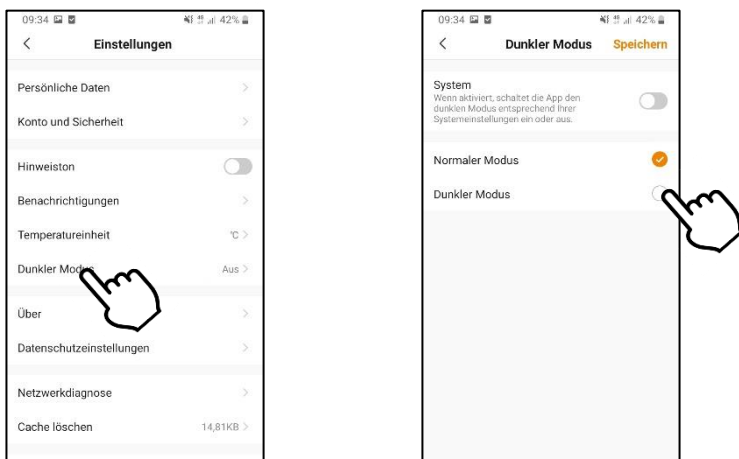 09:34 42%
Einstellungen
Persönliche Daten
Konto und Sicherheit
Hinweiston
Benachrichtigungen
Temperatureinheit °C
Dunkler Modus Aus
Über
Datenschutzeinstellungen
Netzwerkdiagnose
Cache löschen 14,81KB
09:34 42%
Dunkler Modus Speichern
System
Wenn aktiviert, schaltet die App den
dunklen Modus entsprechend Ihrer
Systemeinstellungen ein oder aus.
Normaler Modus
Dunkler Modus